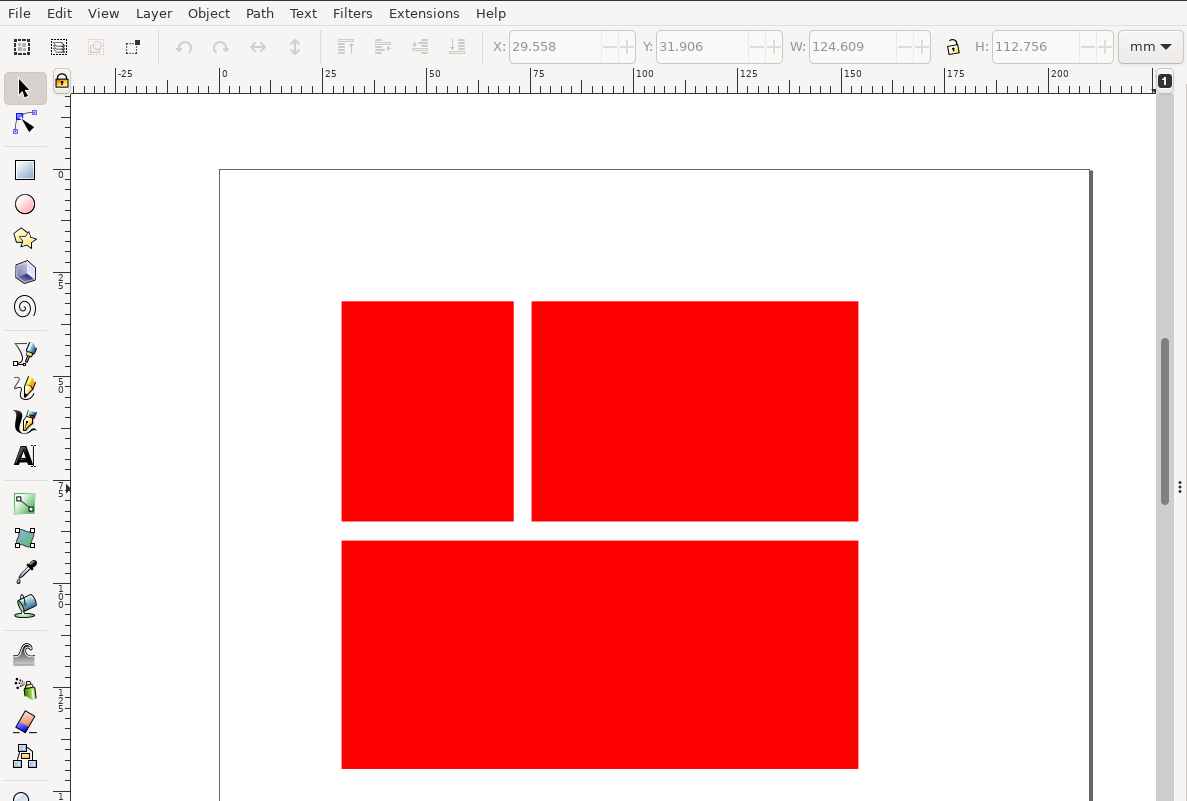 File Edit View Layer Object Path Text Filters Extensions Help
X: 29.558 Y: 31.906 W: 124.609 H: 112.756 mm
-25 0 25 50 75 100 125 150 175 200
1
0
25
50
75
100
125
1